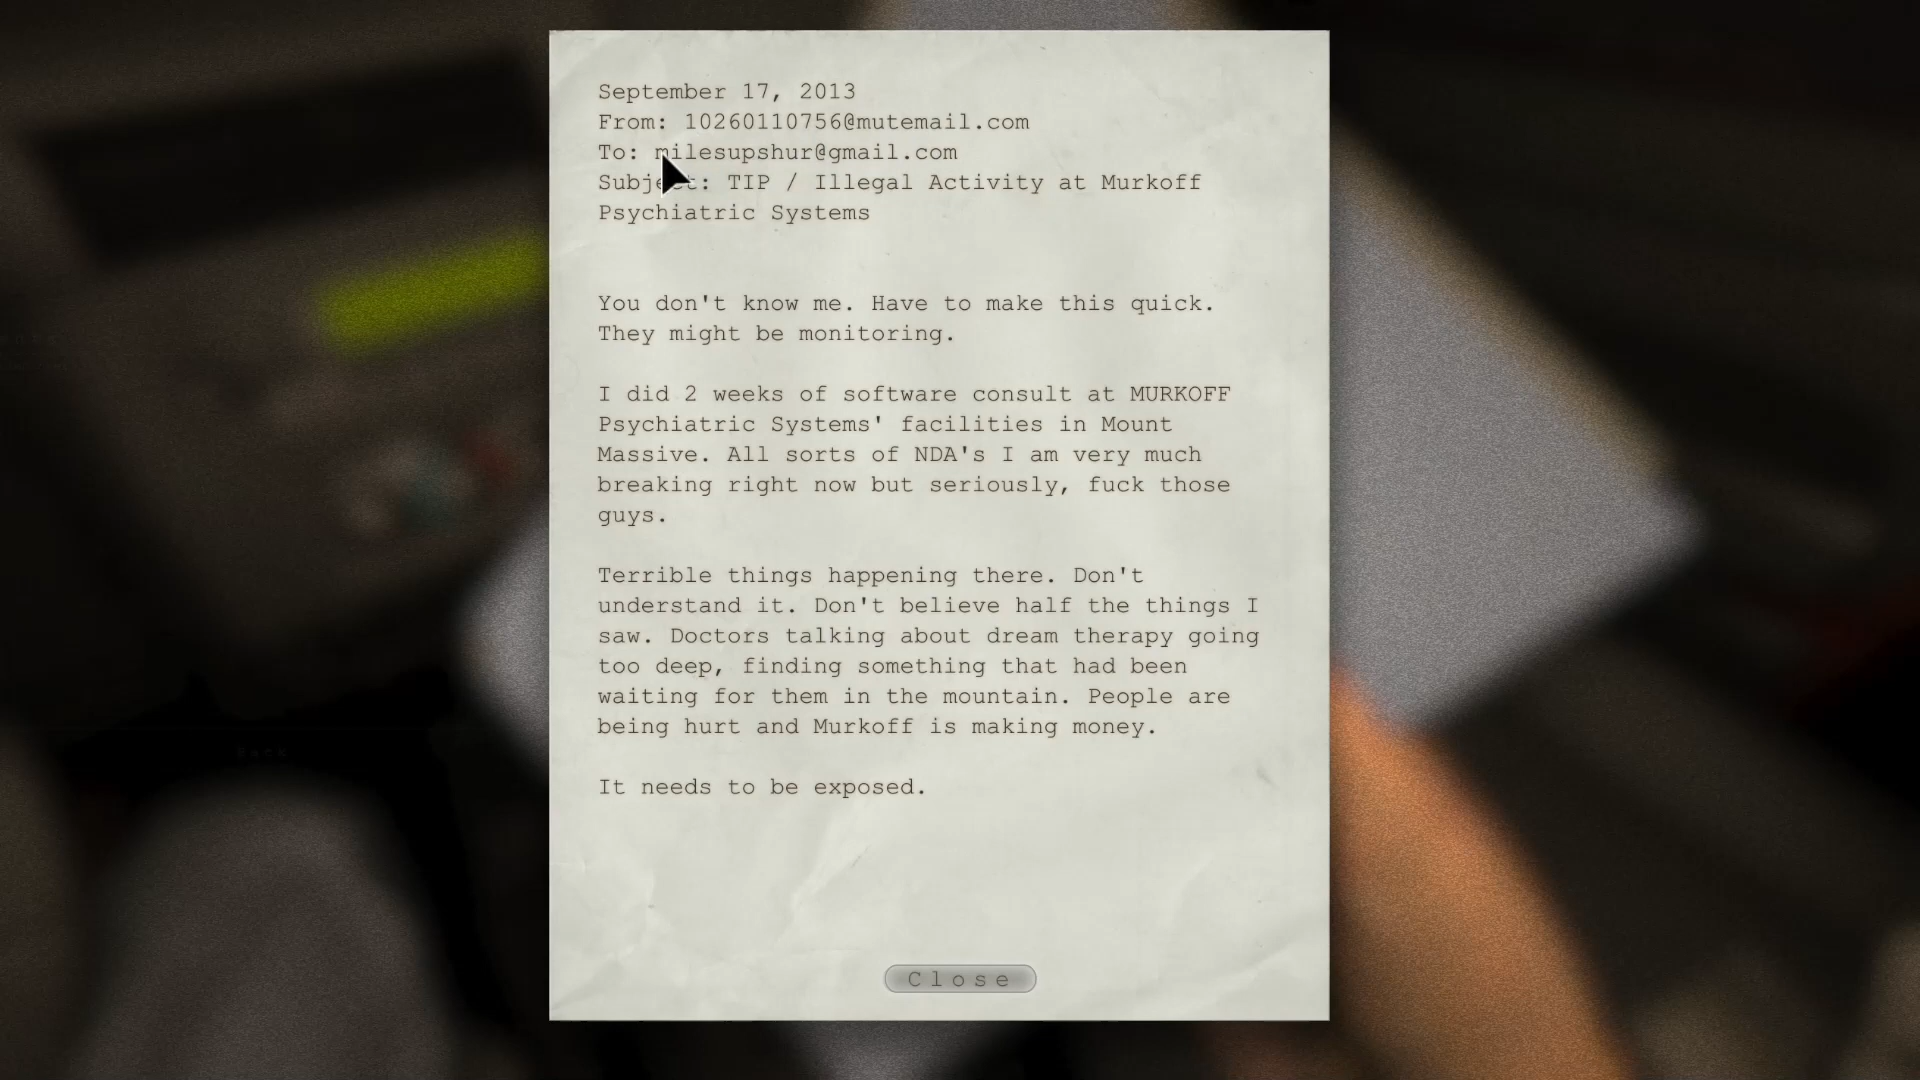 September 17, 2013
From: 10260110756@mutemail.com
To: milesupshur@gmail.com
Subject: TIP / Illegal Activity at Murkoff
Psychiatric Systems
You don't know me. Have to make this quick.
They might be monitoring.
I did 2 weeks of software consult at MURKOFF
Psychiatric Systems' facilities in Mount
Massive. All sorts of NDA's I am very much
breaking right now but seriously, fuck those
guys.
Terrible things happening there. Don't
understand it. Don't believe half the things I
saw. Doctors talking about dream therapy going
too deep, finding something that had been
waiting for them in the mountain. People are
being hurt and Murkoff is making money.
It needs to be exposed.
Close
Back